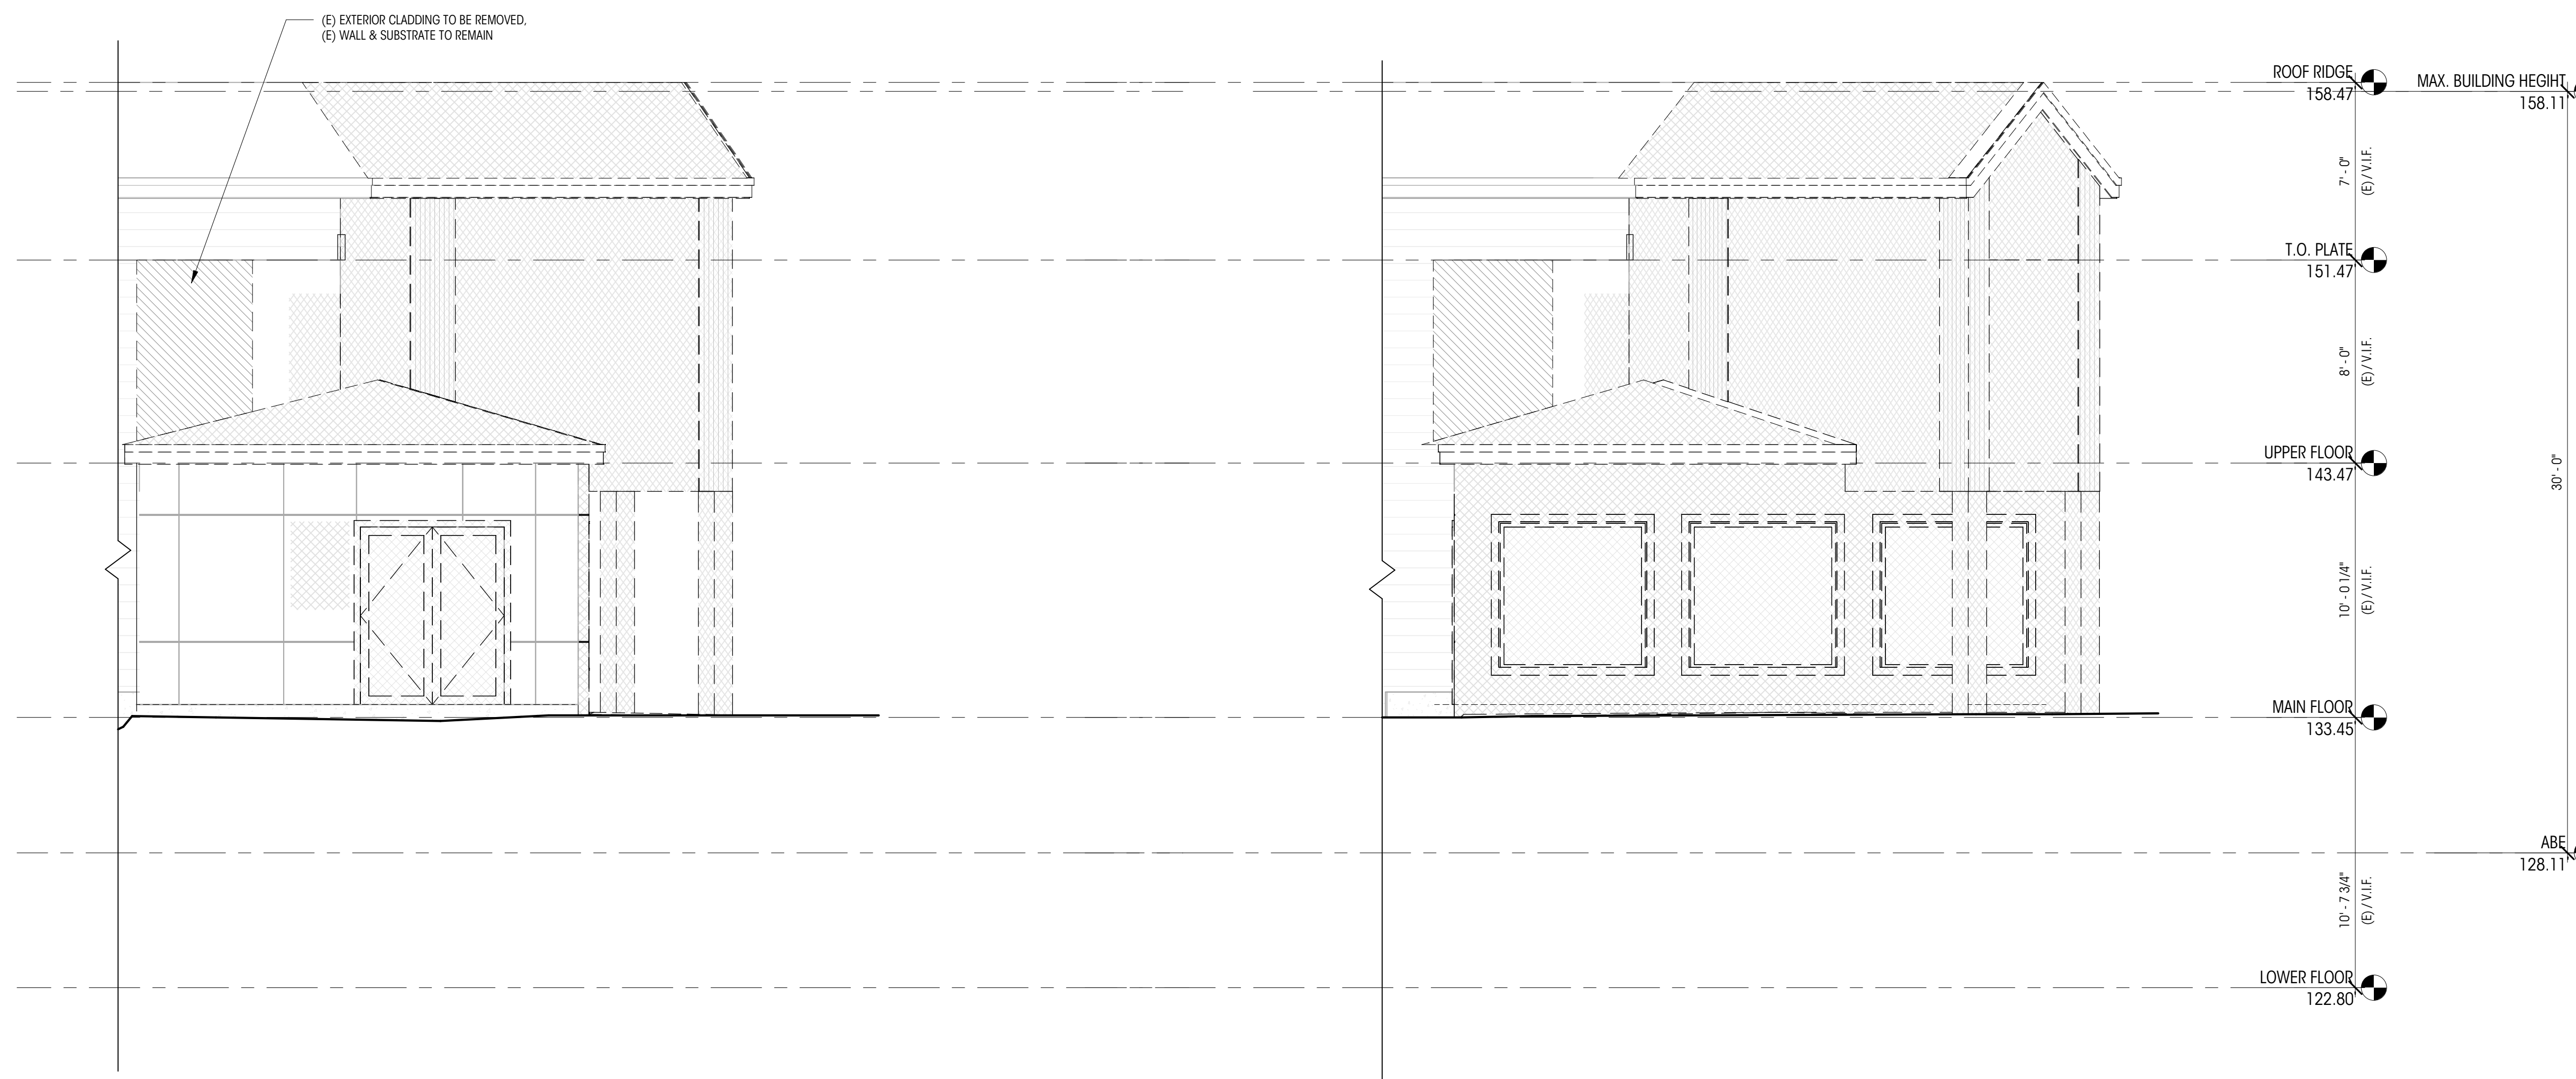 (E) EXTERIOR CLADDING TO BE REMOVED,
(E) WALL & SUBSTRATE TO REMAIN
ROOF RIDGE
158.47'
MAX. BUILDING HEGIHT
158.11'
7' - 0"
(E) / V.I.F.
T.O. PLATE
151.47'
8' - 0"
(E) / V.I.F.
UPPER FLOOR
143.47'
30' - 0"
10' - 0 1/4"
(E) / V.I.F.
MAIN FLOOR
133.45'
ABE
128.11'
10' - 7 3/4"
(E) / V.I.F.
LOWER FLOOR
122.80'